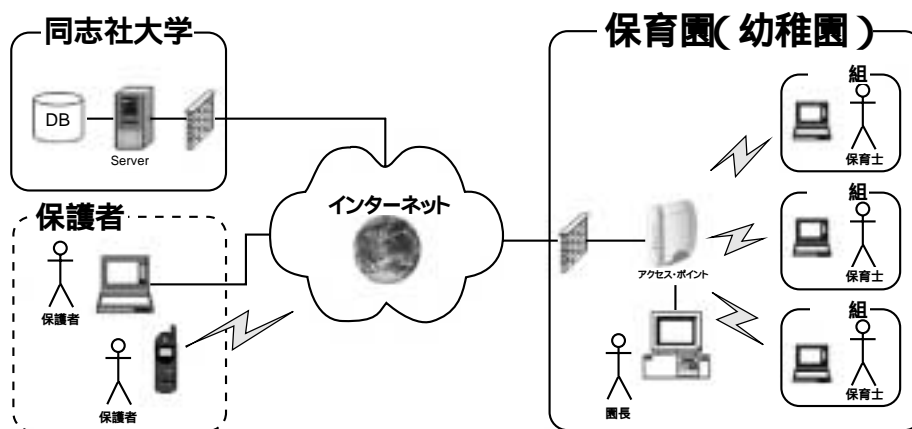 同志社大学
DB
Server
保護者
保護者
保護者
インターネット
保育園(幼稚園)
アクセス・ポイント
園長
組
保育士
組
保育士
組
保育士